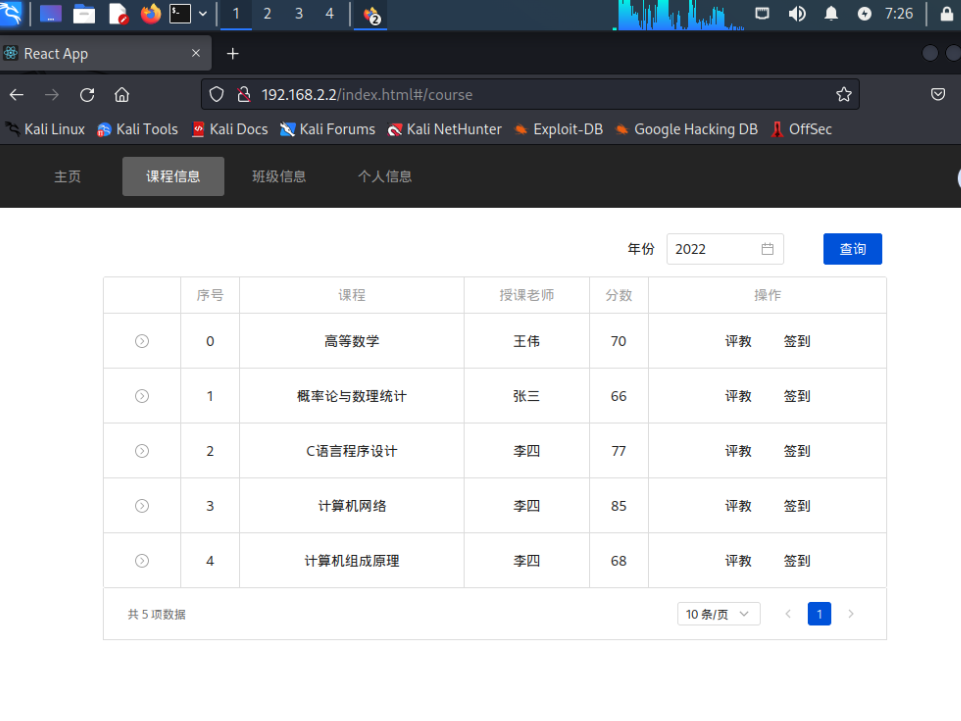 1 2 3 4 2 7:26
React App
192.168.2.2/index.html#/course
Kali Linux Kali Tools Kali Docs Kali Forums Kali NetHunter Exploit-DB Google Hacking DB OffSec
主页 课程信息 班级信息 个人信息
年份 2022 查询
序号 课程 授课老师 分数 操作
0 高等数学 王伟 70 评教 签到
1 概率论与数理统计 张三 66 评教 签到
2 C语言程序设计 李四 77 评教 签到
3 计算机网络 李四 85 评教 签到
4 计算机组成原理 李四 68 评教 签到
共 5 项数据 10 条/页 1